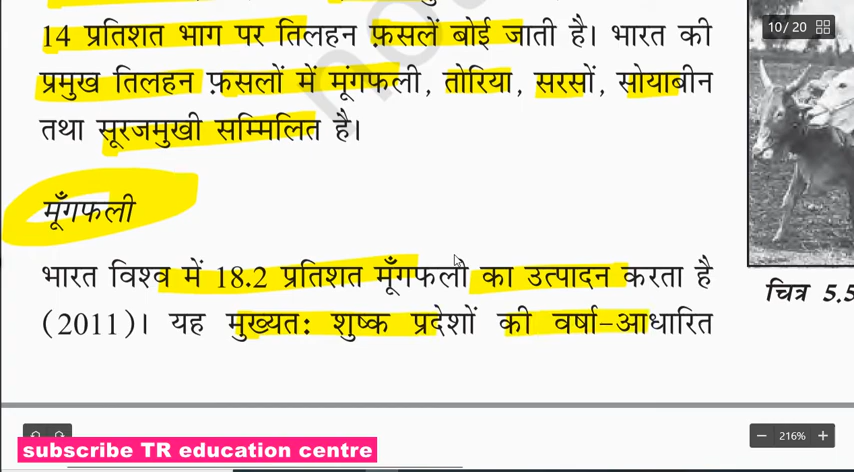 14 प्रतिशत भाग पर तिलहन फ़सलें बोई जाती है। भारत की
प्रमुख तिलहन फ़सलों में मूंगफली, तोरिया, सरसों, सोयाबीन
तथा सूरजमुखी सम्मिलित है।
मूँगफली
भारत विश्व में 18.2 प्रतिशत मूँगफली का उत्पादन करता है
(2011)। यह मुख्यत: शुष्क प्रदेशों की वर्षा-आधारित
10/20
चित्र 5.5
216%
subscribe TR education centre